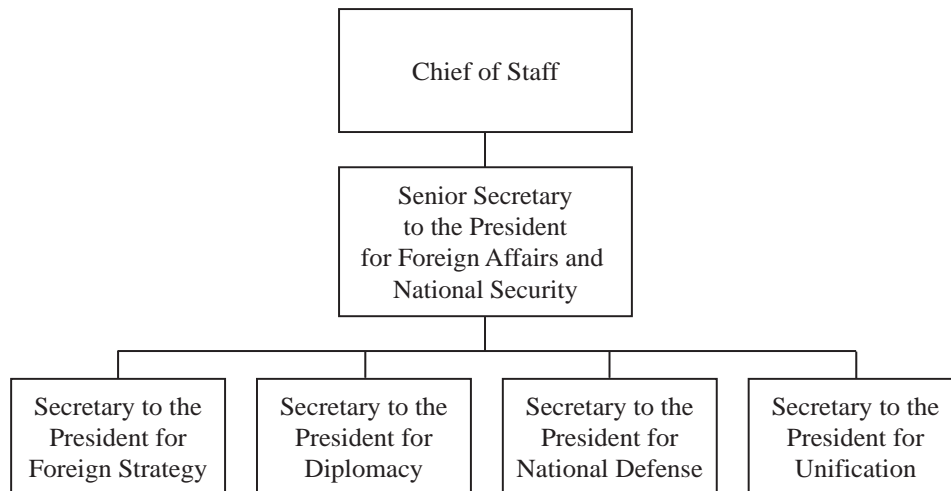 Chief of Staff
Senior Secretary
to the President
for Foreign Affairs and
National Security
Secretary to the
President for
Foreign Strategy
Secretary to the
President for
Diplomacy
Secretary to the
President for
National Defense
Secretary to the
President for
Unification